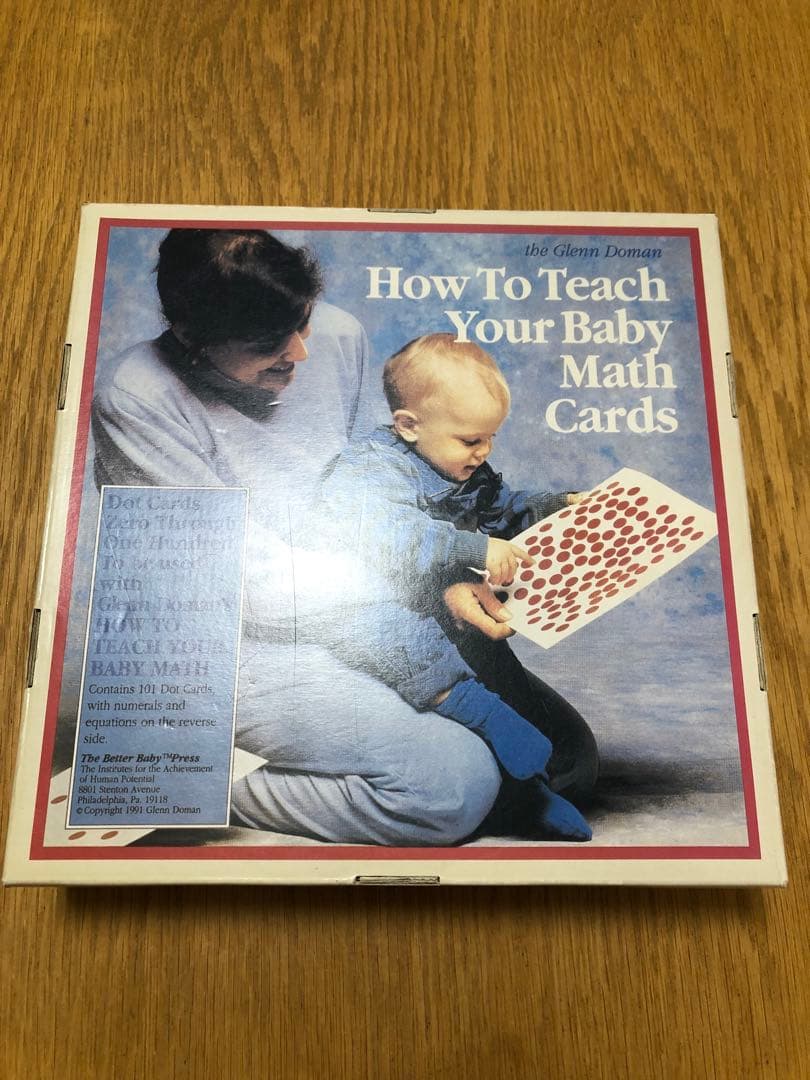 the Glenn Doman
How To Teach
Your Baby
Math
Cards
Dot Cards
Zero Through
One Hundred
To be used
with
Glenn Doman's
HOW TO
TEACH YOUR
BABY MATH
Contains 101 Dot Cards,
with numerals and
equations on the reverse
side.
The Better Baby™Press
The Institutes for the Achievement
of Human Potential
8801 Stenton Avenue
Philadelphia, Pa. 19118
© Copyright 1991 Glenn Doman